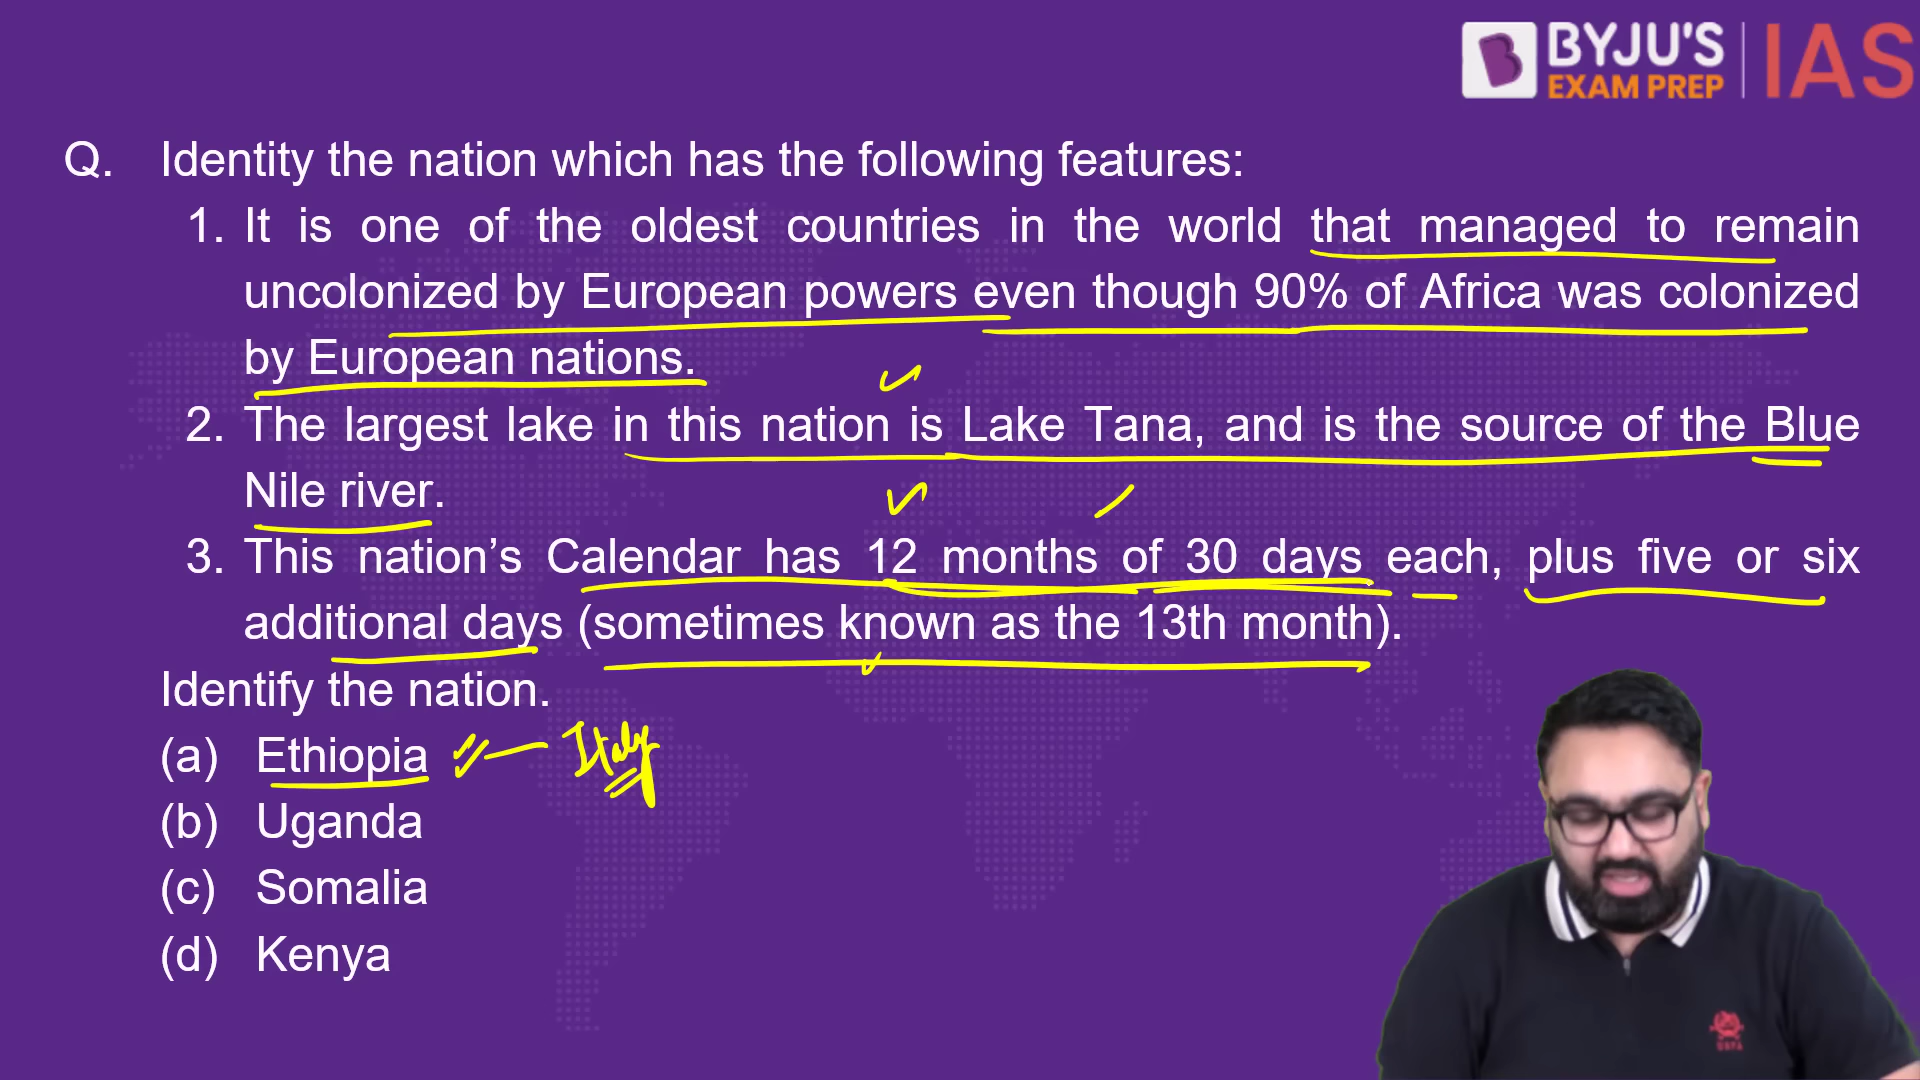 BYJU'S
EXAM PREP
IAS
Q. Identity the nation which has the following features:
1. It is one of the oldest countries in the world that managed to remain
uncolonized by European powers even though 90% of Africa was colonized
by European nations.
2. The largest lake in this nation is Lake Tana, and is the source of the Blue
Nile river.
3. This nation’s Calendar has 12 months of 30 days each, plus five or six
additional days (sometimes known as the 13th month).
Identify the nation.
(a) Ethiopia Italy
(b) Uganda
(c) Somalia
(d) Kenya